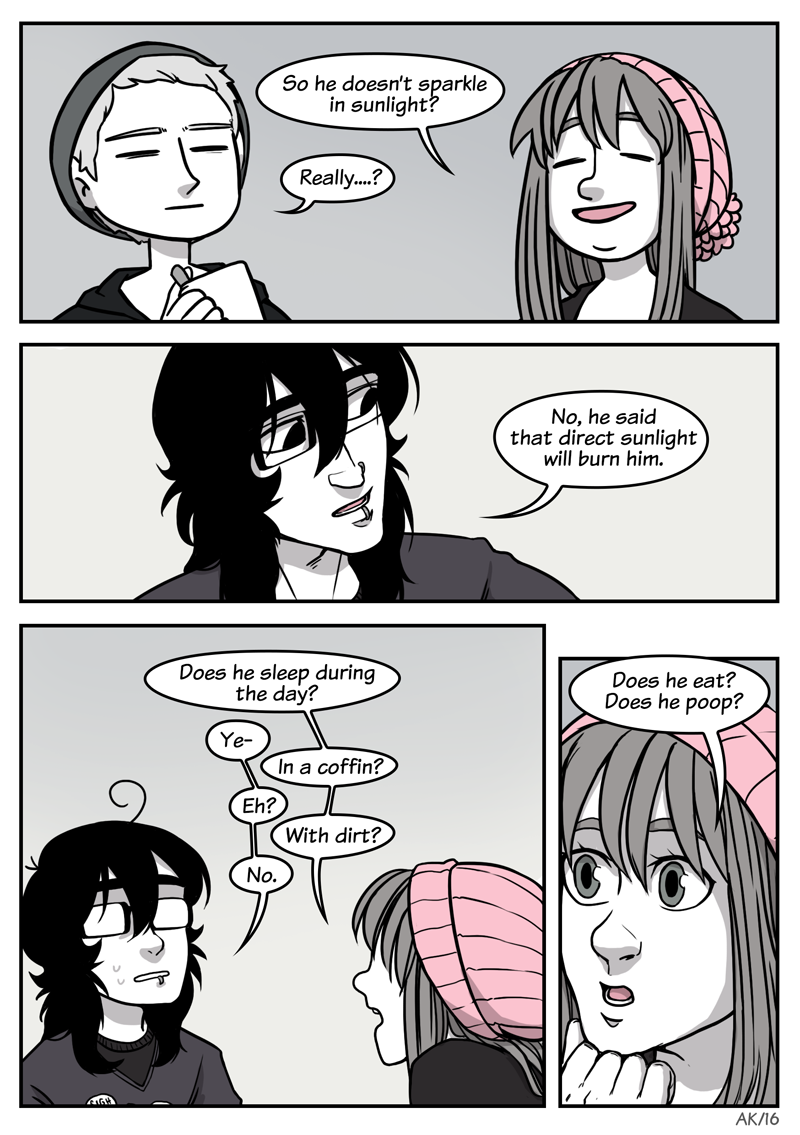 So he doesn't sparkle
in sunlight?
Really....?
No, he said
that direct sunlight
will burn him.
Does he sleep during
the day?
Ye-
In a coffin?
Eh?
With dirt?
No.
Does he eat?
Does he poop?
AK/16